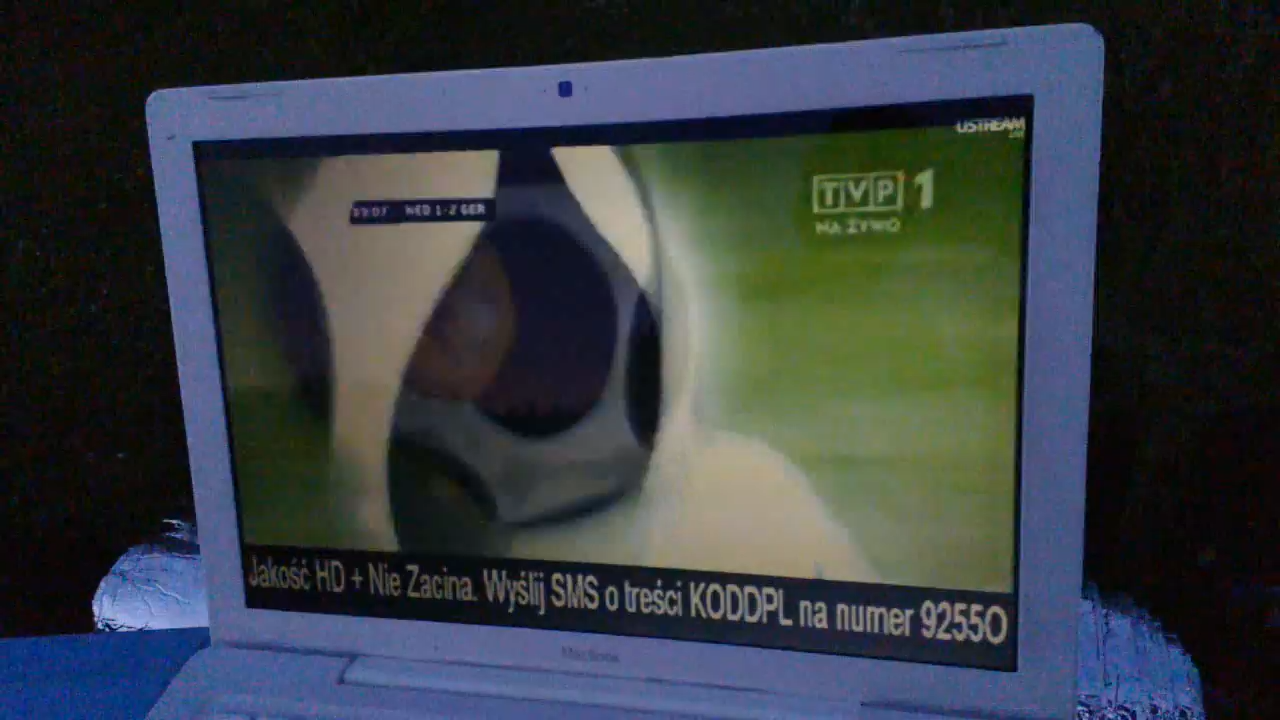 USTREAM
TVP 1
NA ŻYWO
NED 1-2 GER
Jakość HD + Nie Zacina. Wyślij SMS o treści KODDPL na numer 92550
MacBook